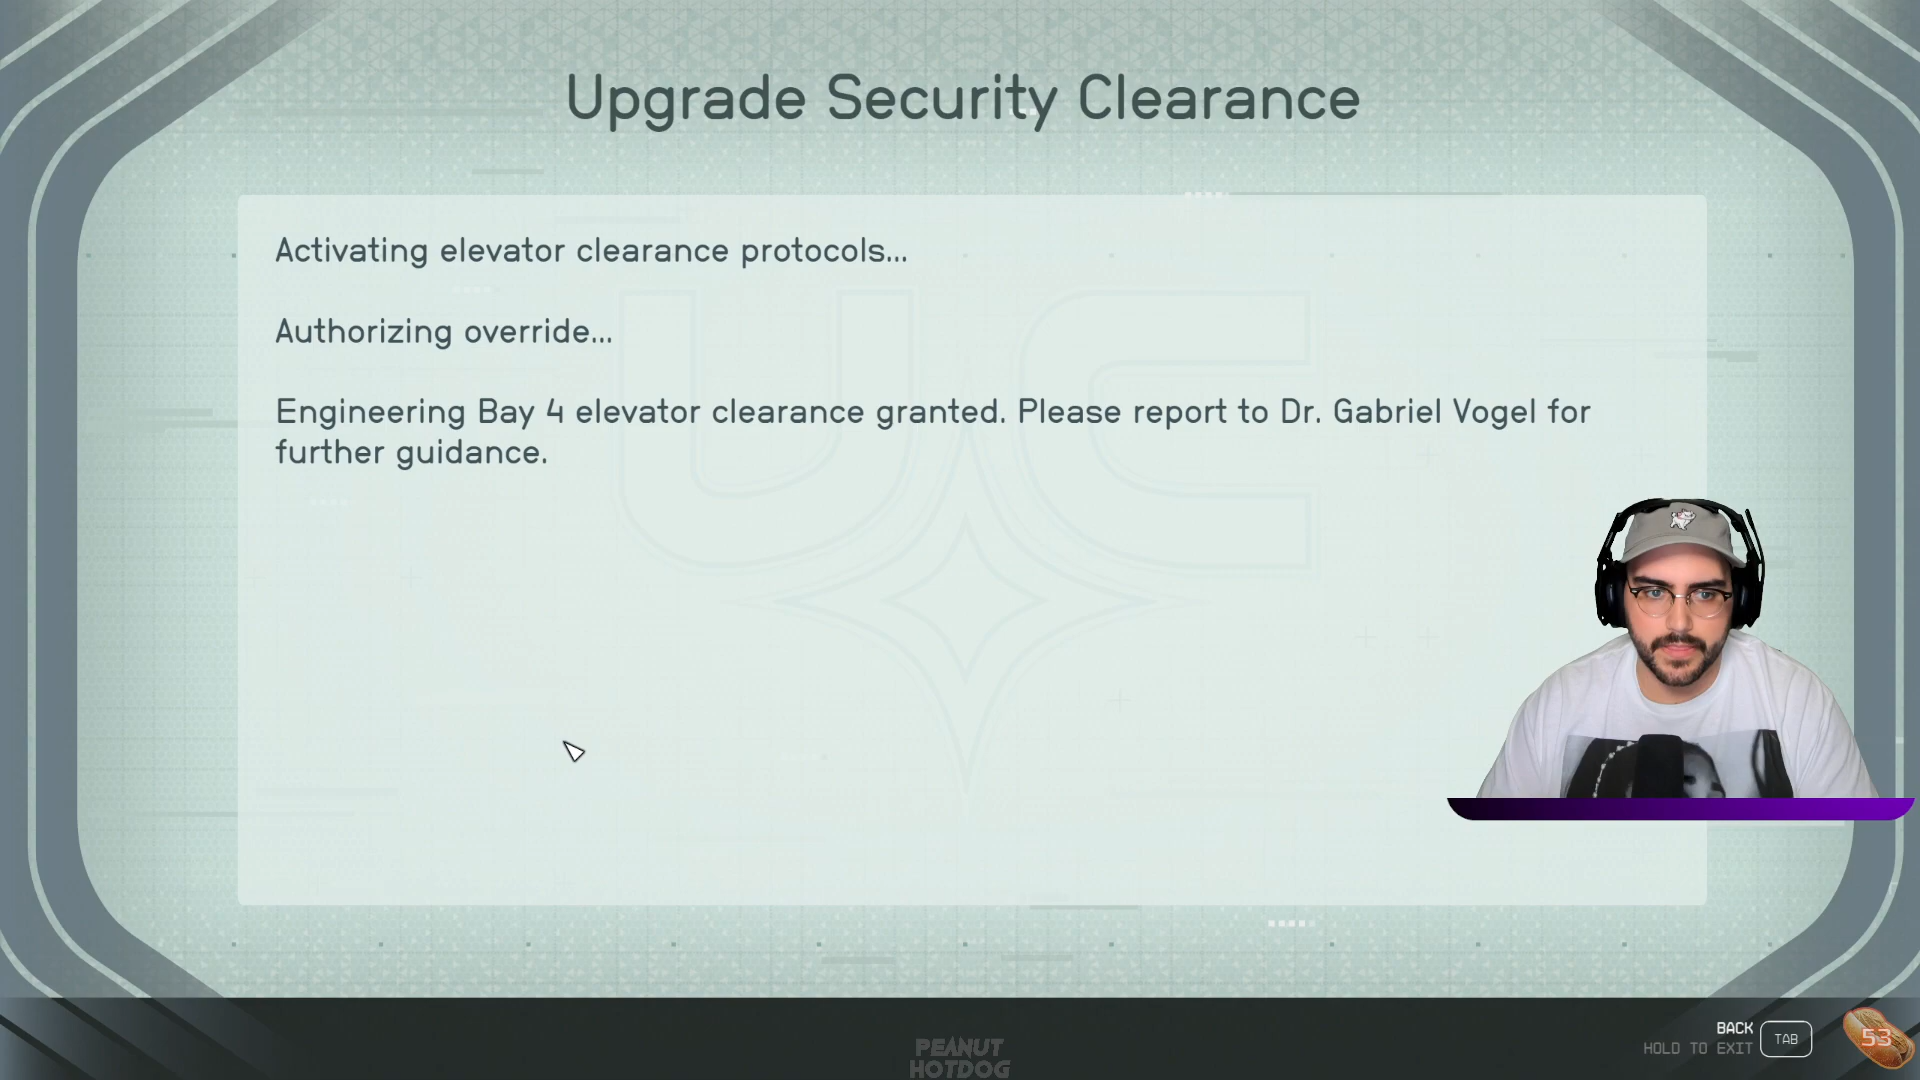 Upgrade Security Clearance
Activating elevator clearance protocols...
Authorizing override...
Engineering Bay 4 elevator clearance granted. Please report to Dr. Gabriel Vogel for
further guidance.
UC
BACK
HOLD TO EXIT
TAB
53
PEANUT
HOTDOG